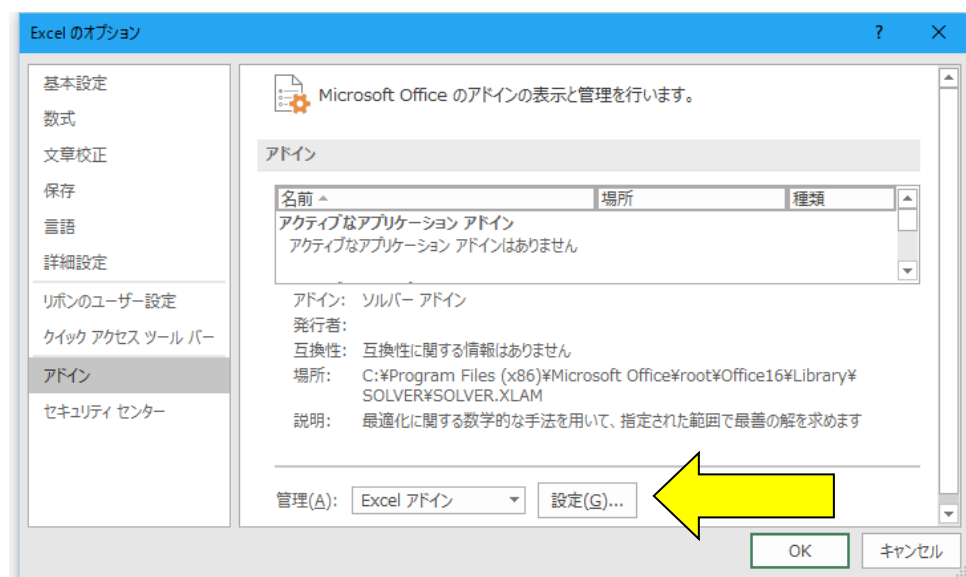 Excel のオプション
?
基本設定
数式
文章校正
保存
言語
詳細設定
リボンのユーザー設定
クイック アクセス ツール バー
アドイン
セキュリティ センター
Microsoft Office のアドインの表示と管理を行います。
アドイン
名前 場所 種類
アクティブなアプリケーション アドイン
アクティブなアプリケーション アドインはありません
アドイン: ソルバー アドイン
発行者:
互換性: 互換性に関する情報はありません
場所: C:¥Program Files (x86)¥Microsoft Office¥root¥Office16¥Library¥
SOLVER¥SOLVER.XLAM
説明: 最適化に関する数学的な手法を用いて、指定された範囲で最善の解を求めます
管理(A): Excel アドイン 設定(G)...
OK キャンセル